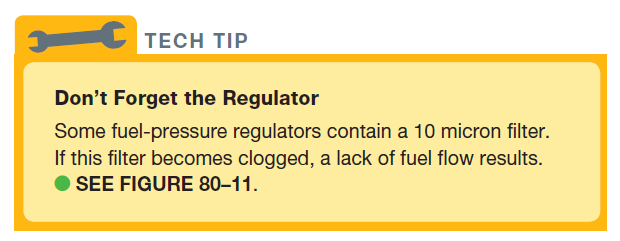 TECH TIP
Don’t Forget the Regulator
Some fuel-pressure regulators contain a 10 micron filter.
If this filter becomes clogged, a lack of fuel flow results.
SEE FIGURE 80–11.